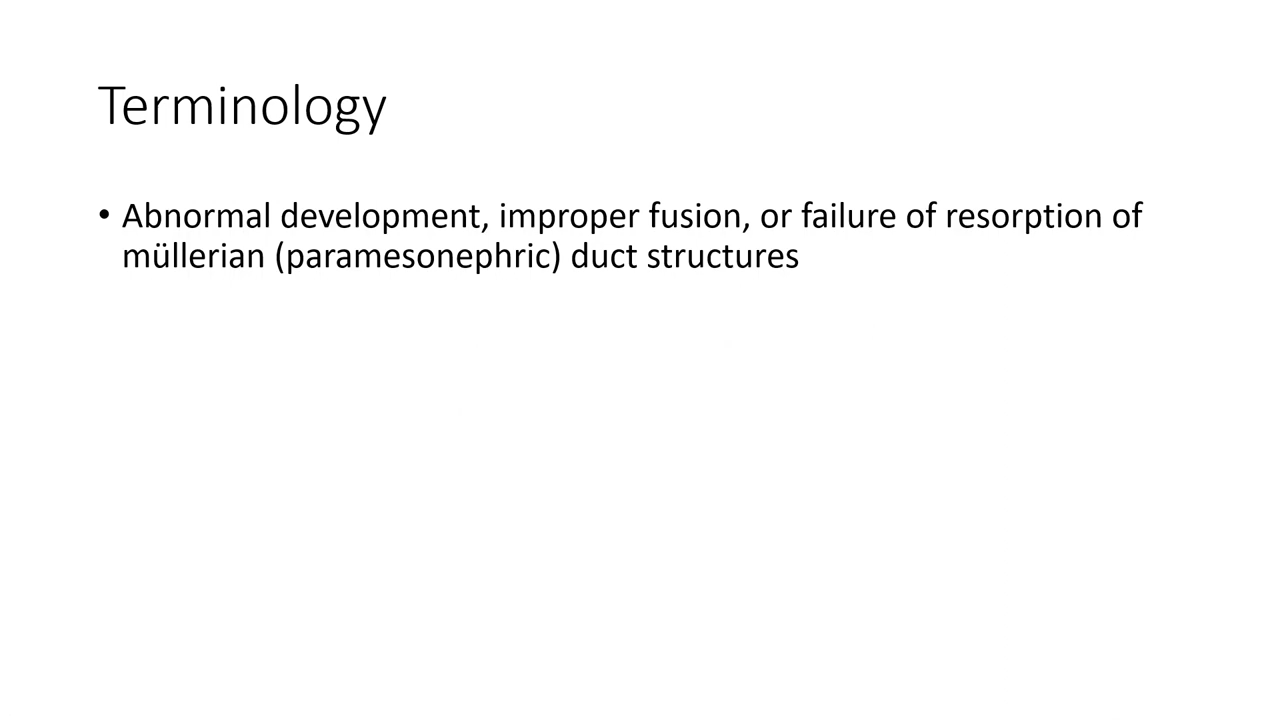 Terminology
• Abnormal development, improper fusion, or failure of resorption of
müllerian (paramesonephric) duct structures